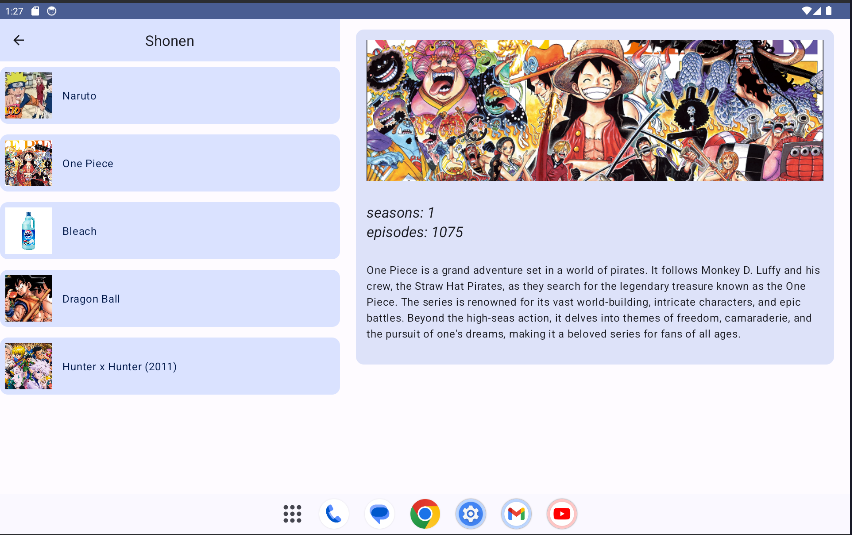 1:27
Shonen
Naruto
One Piece
Bleach
Dragon Ball
Hunter x Hunter (2011)
seasons: 1
episodes: 1075
One Piece is a grand adventure set in a world of pirates. It follows Monkey D. Luffy and his
crew, the Straw Hat Pirates, as they search for the legendary treasure known as the One
Piece. The series is renowned for its vast world-building, intricate characters, and epic
battles. Beyond the high-seas action, it delves into themes of freedom, camaraderie, and
the pursuit of one's dreams, making it a beloved series for fans of all ages.